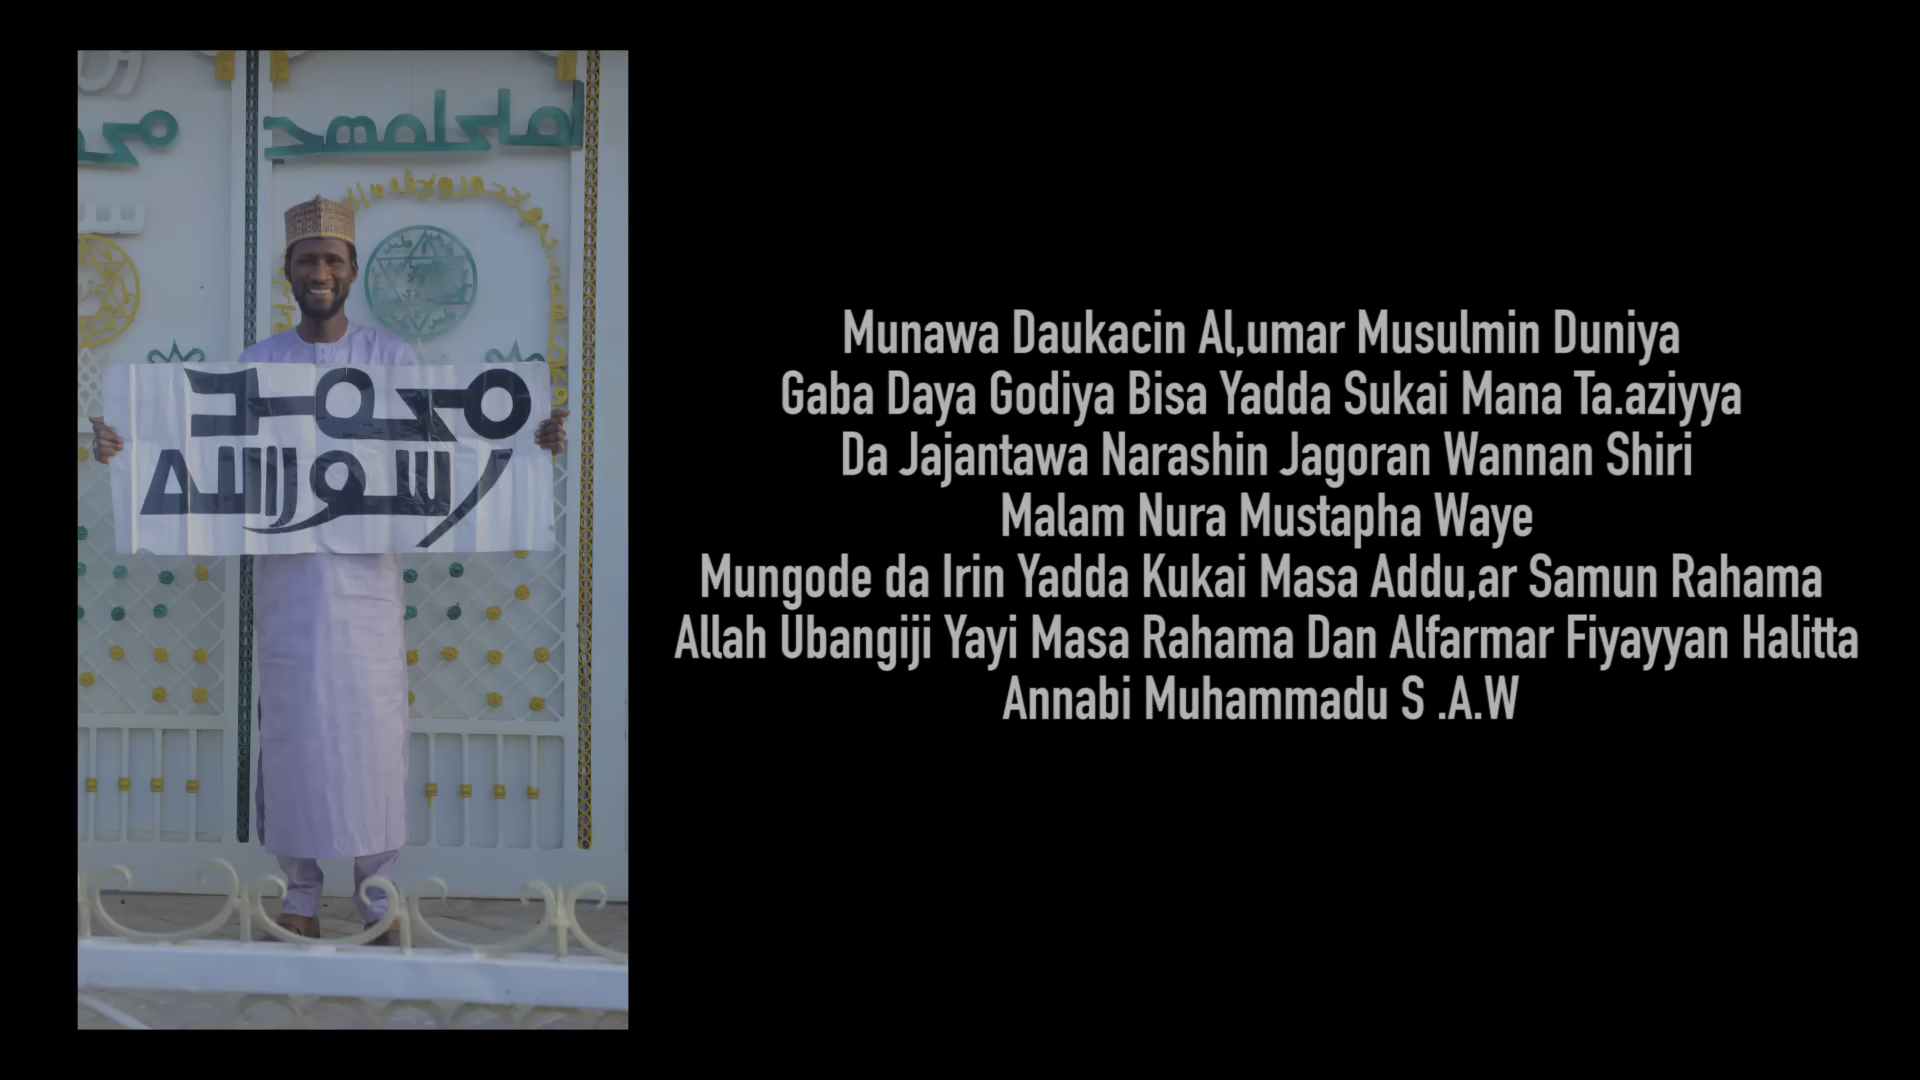 محمد
رسول الله
Munawa Daukacin Al,umar Musulmin Duniya
Gaba Daya Godiya Bisa Yadda Sukai Mana Ta.aziyya
Da Jajantawa Narashin Jagoran Wannan Shiri
Malam Nura Mustapha Waye
Mungode da Irin Yadda Kukai Masa Addu,ar Samun Rahama
Allah Ubangiji Yayi Masa Rahama Dan Alfarmar Fiyayyan Halitta
Annabi Muhammadu S .A.W